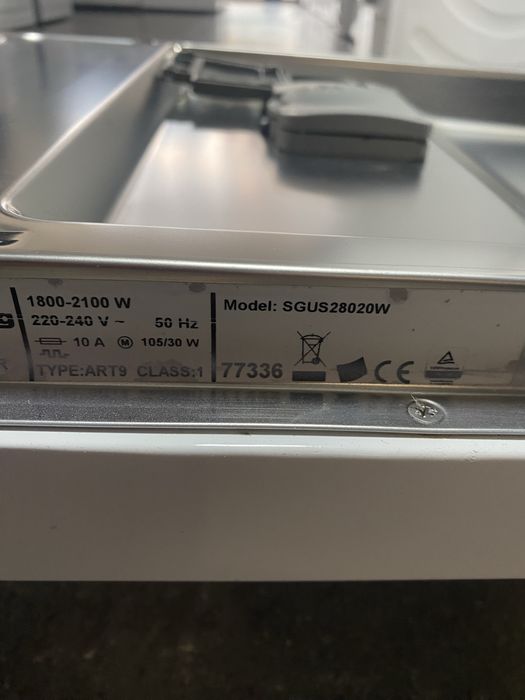 1800-2100 W
220-240 V ~ 50 Hz
10 A M 105/30 W
TYPE:ART9 CLASS:1
Model: SGUS28020W
77336
CE